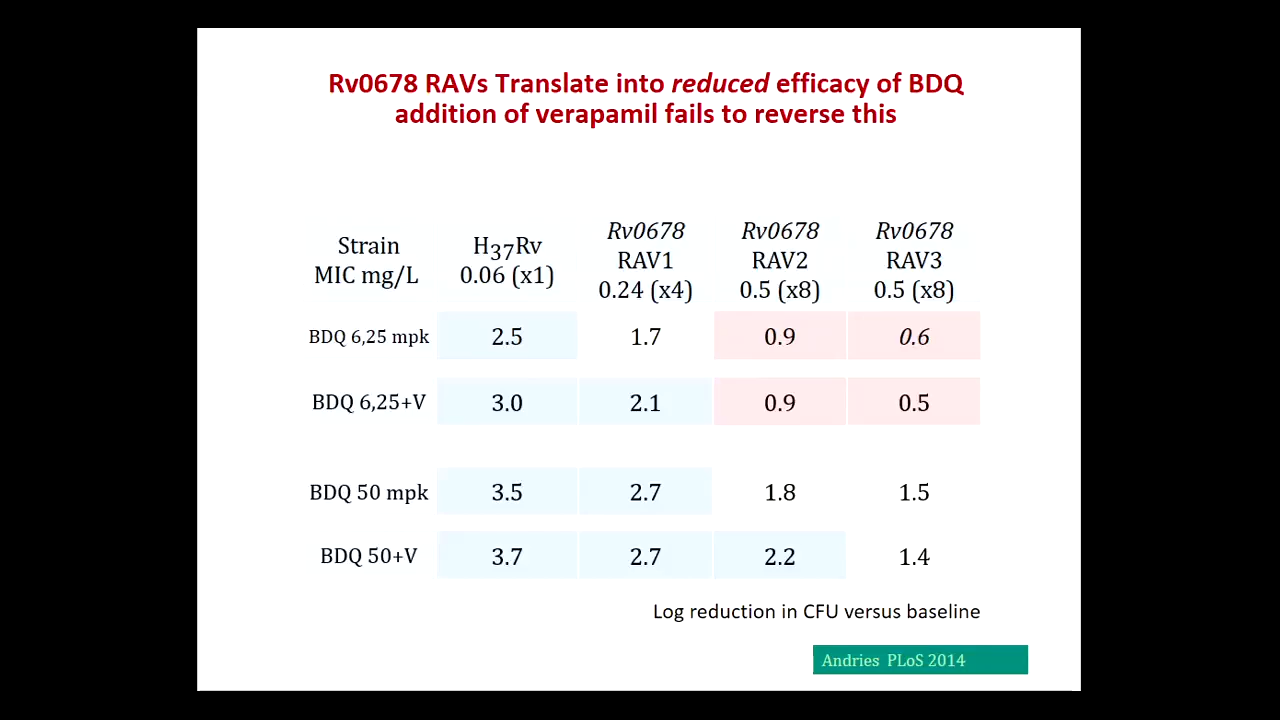 Rv0678 RAVs Translate into reduced efficacy of BDQ
addition of verapamil fails to reverse this
Strain
MIC mg/L
H37Rv
0.06 (x1)
Rv0678
RAV1
0.24 (x4)
Rv0678
RAV2
0.5 (x8)
Rv0678
RAV3
0.5 (x8)
BDQ 6,25 mpk 2.5 1.7 0.9 0.6
BDQ 6,25+V 3.0 2.1 0.9 0.5
BDQ 50 mpk 3.5 2.7 1.8 1.5
BDQ 50+V 3.7 2.7 2.2 1.4
Log reduction in CFU versus baseline
Andries PLoS 2014